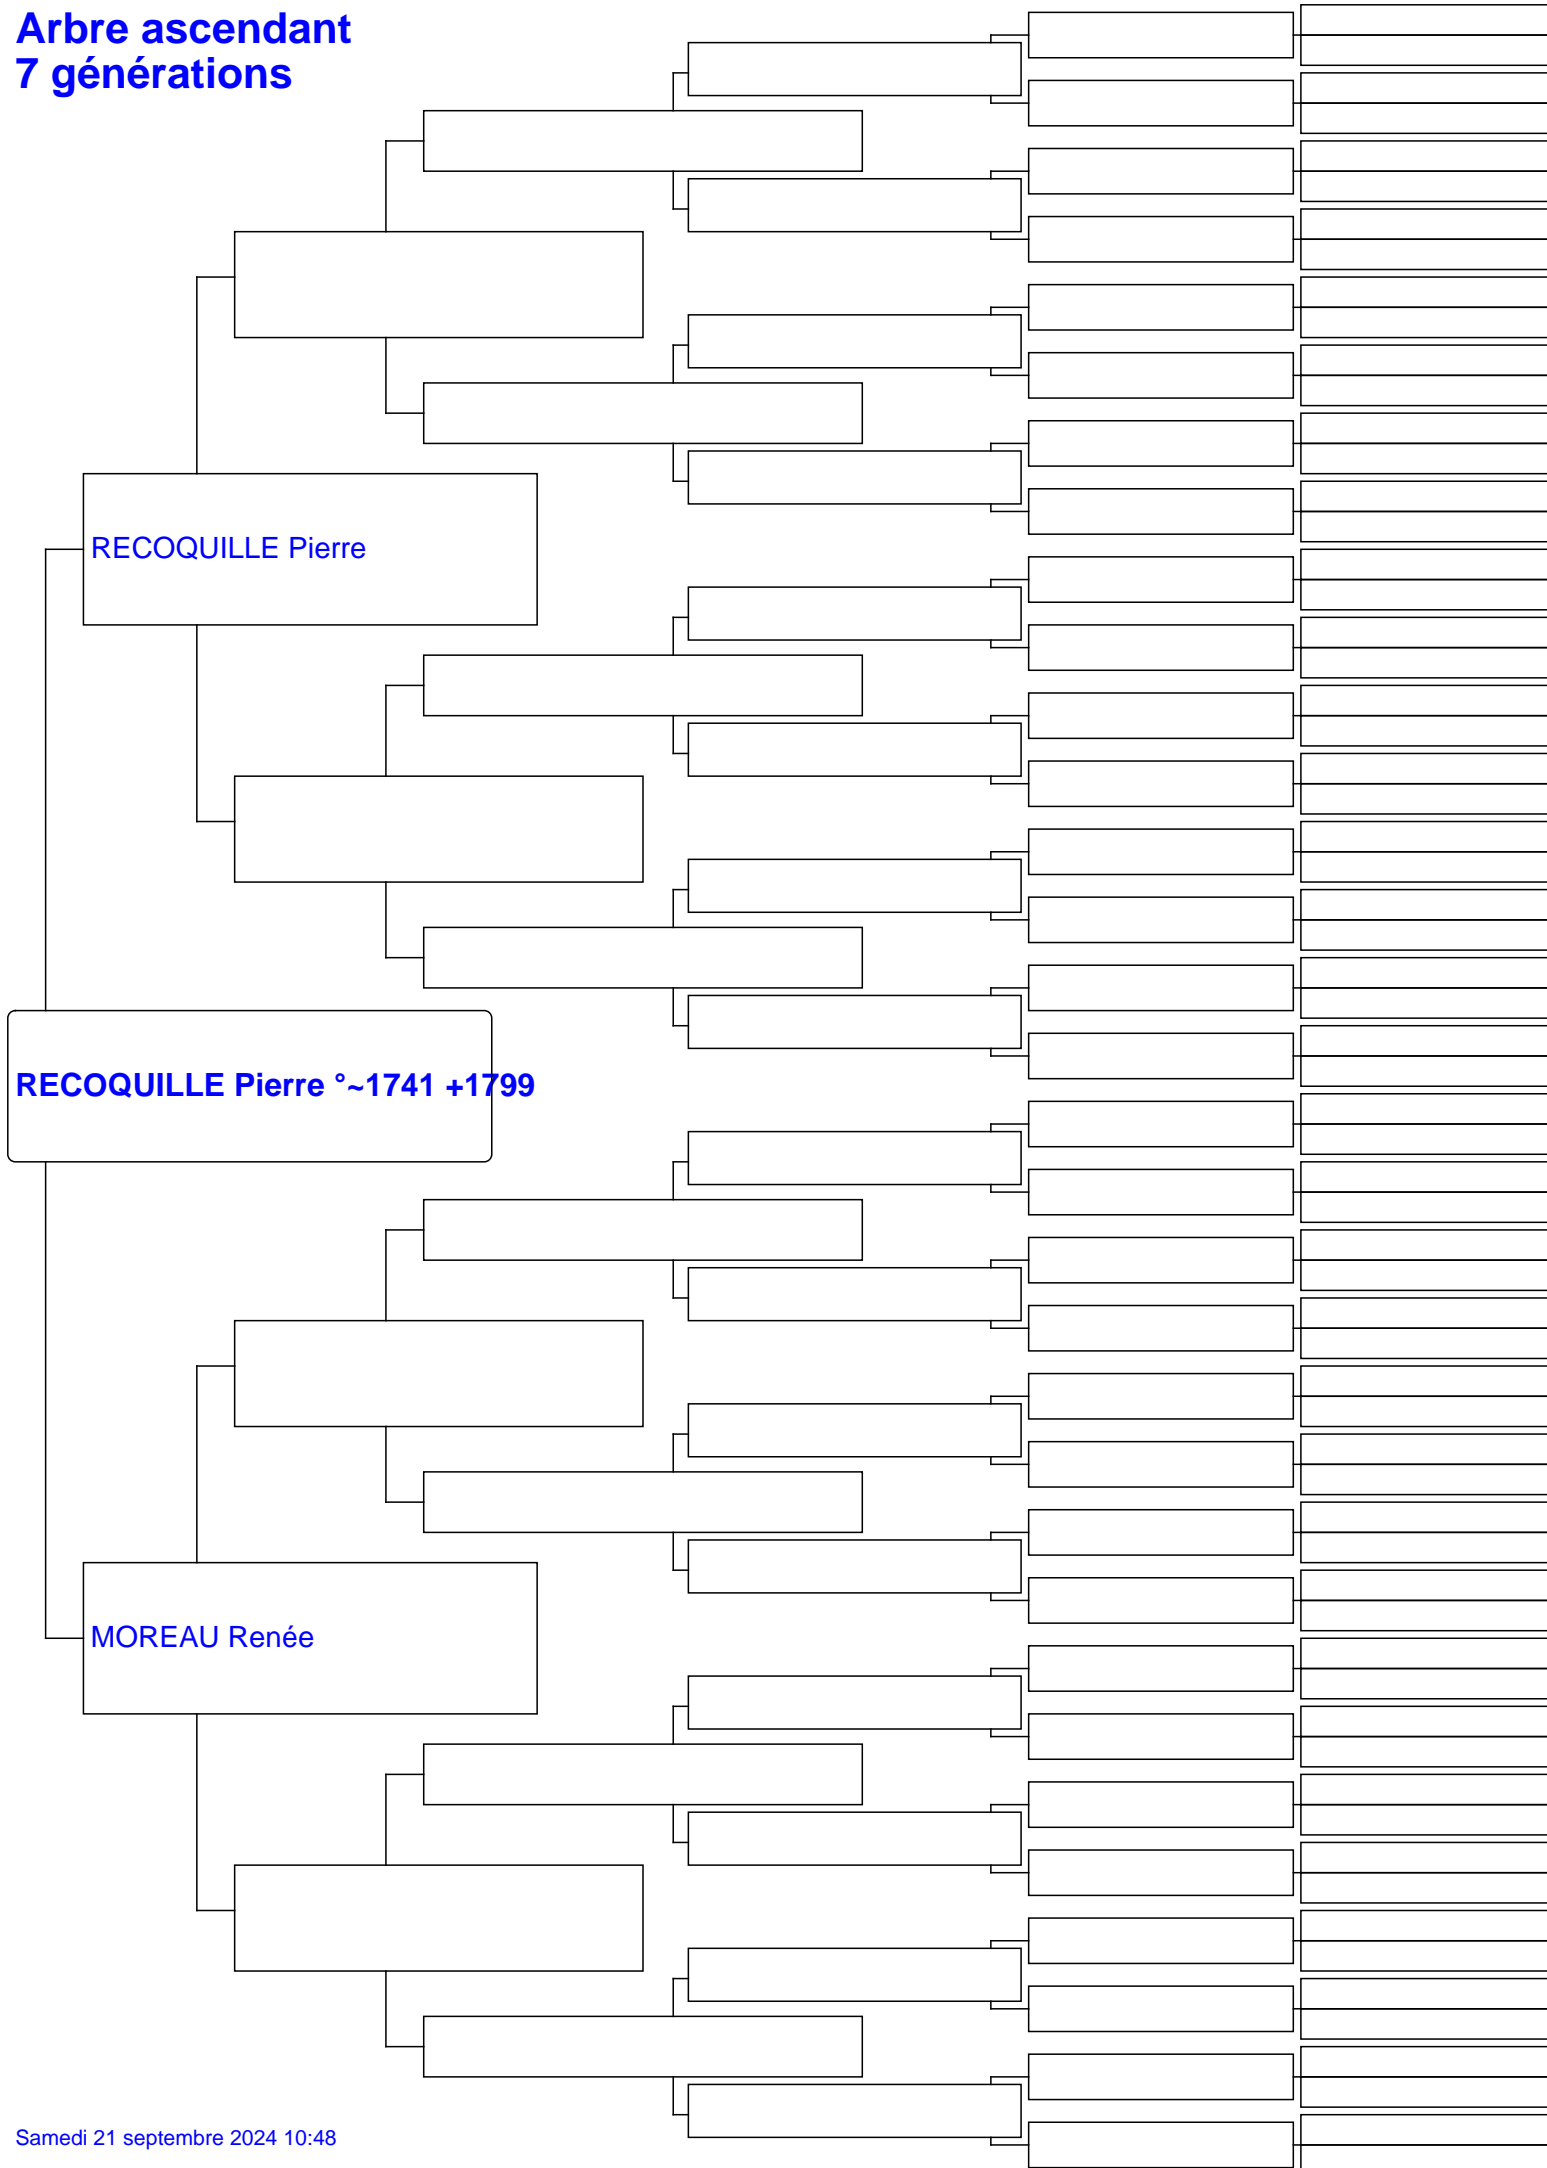 Arbre ascendant
7 générations
RECOQUILLE Pierre
RECOQUILLE Pierre °~1741 +1799
MOREAU Renée
Samedi 21 septembre 2024 10:48